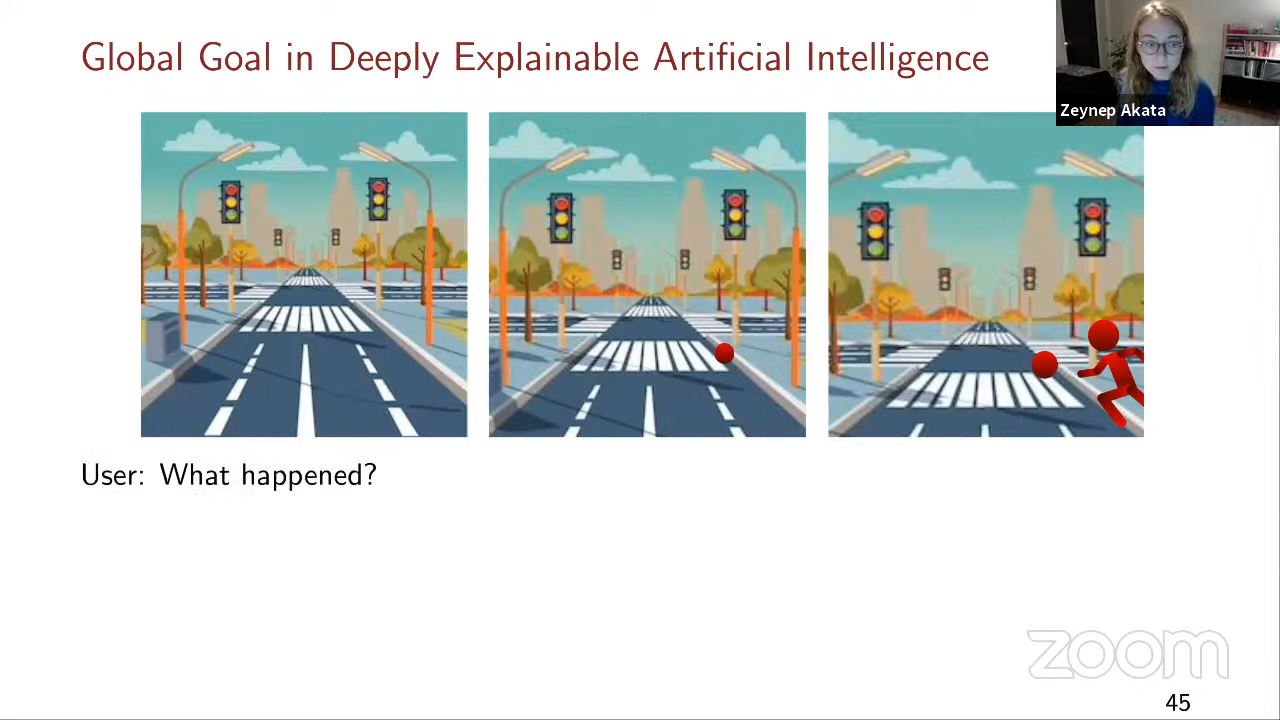 Global Goal in Deeply Explainable Artificial Intelligence
Zeynep Akata
User: What happened?
zoom
45